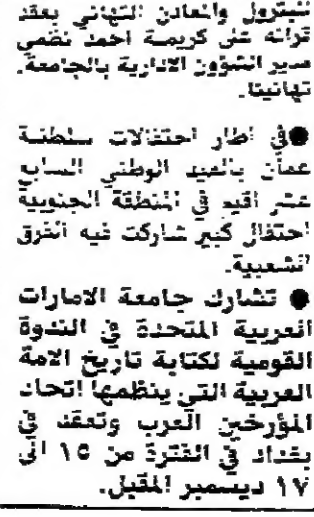 للبترول والمعادن التهاني بعقد
قرانه على كريمة احمد نظمي
مدير الشؤون الادارية بالجامعة.
تهانينا.
●في اطار احتفالات سلطنة
عمان بالعيد الوطني السابع
عشر اقيم في المنطقة الجنوبية
احتفال كبير شاركت فيه الفرق
الشعبية.
● تشارك جامعة الامارات
العربية المتحدة في الندوة
القومية لكتابة تاريخ الامة
العربية التي ينظمها اتحاد
المؤرخين العرب وتعقد في
بغداد في الفترة من ١٥ الى
١٧ ديسمبر المقبل.